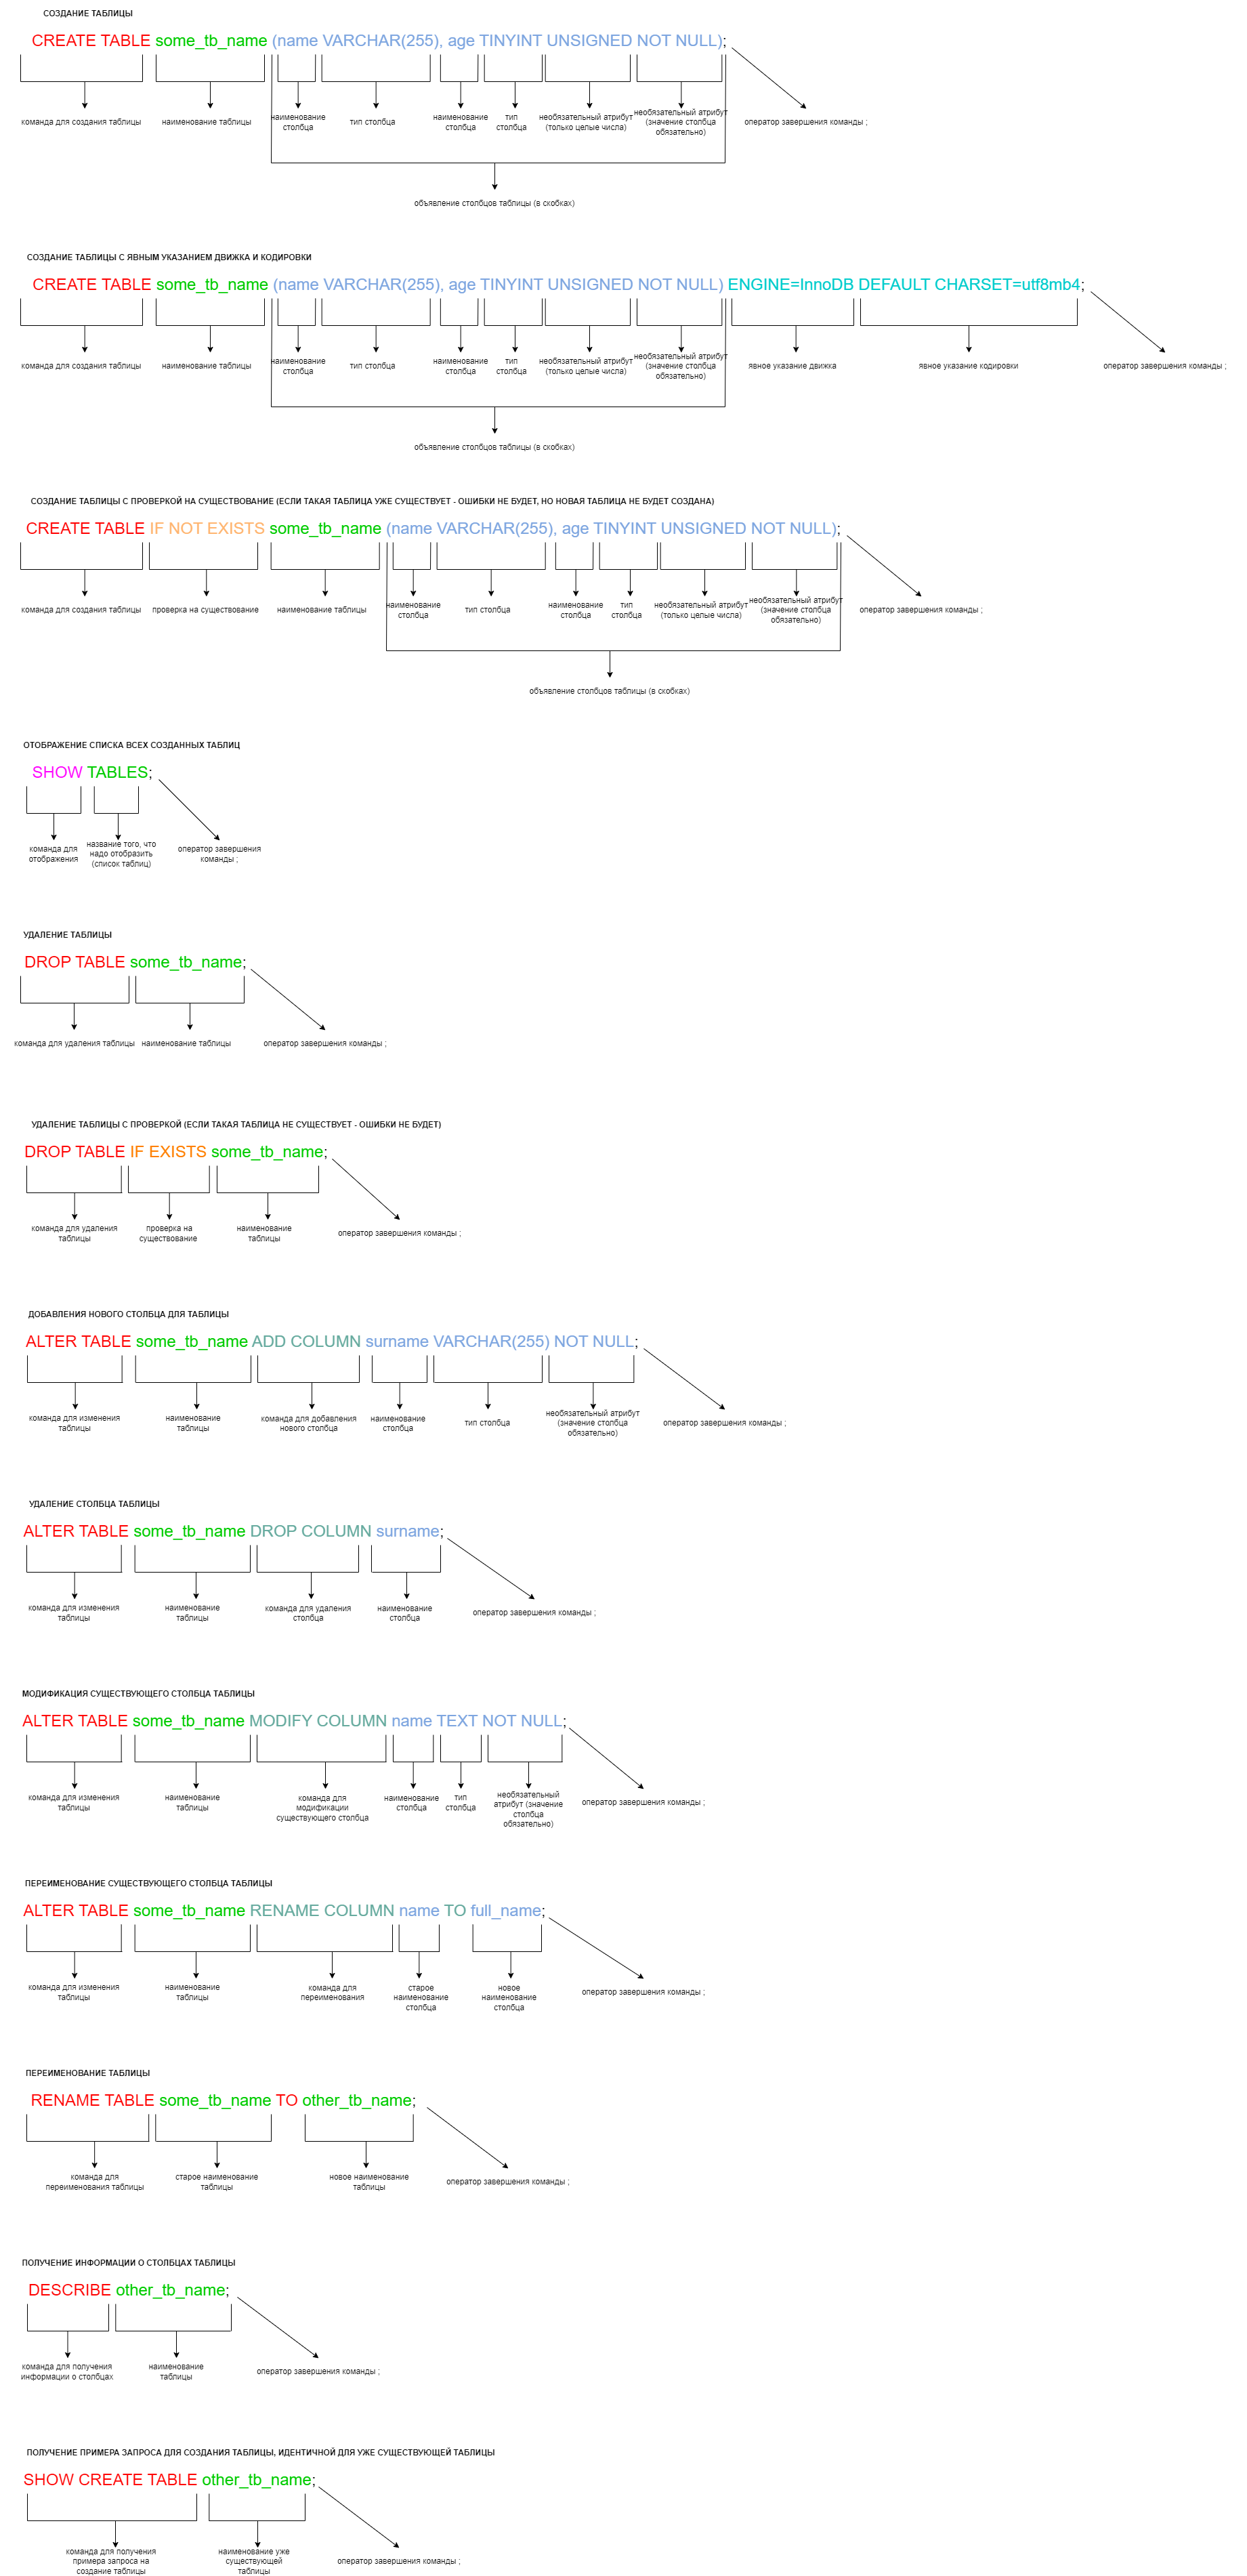 СОЗДАНИЕ ТАБЛИЦЫ
CREATE TABLE some_tb_name (name VARCHAR(255), age TINYINT UNSIGNED NOT NULL);
команда для создания таблицы
наименование таблицы
наименование
столбца
тип столбца
наименование
столбца
тип
столбца
необязательный атрибут
(только целые числа)
необязательный атрибут
(значение столбца
обязательно)
оператор завершения команды ;
объявление столбцов таблицы (в скобках)
СОЗДАНИЕ ТАБЛИЦЫ С ЯВНЫМ УКАЗАНИЕМ ДВИЖКА И КОДИРОВКИ
CREATE TABLE some_tb_name (name VARCHAR(255), age TINYINT UNSIGNED NOT NULL) ENGINE=InnoDB DEFAULT CHARSET=utf8mb4;
команда для создания таблицы
наименование таблицы
наименование
столбца
тип столбца
наименование
столбца
тип
столбца
необязательный атрибут
(только целые числа)
необязательный атрибут
(значение столбца
обязательно)
явное указание движка
явное указание кодировки
оператор завершения команды ;
объявление столбцов таблицы (в скобках)
СОЗДАНИЕ ТАБЛИЦЫ С ПРОВЕРКОЙ НА СУЩЕСТВОВАНИЕ (ЕСЛИ ТАКАЯ ТАБЛИЦА УЖЕ СУЩЕСТВУЕТ - ОШИБКИ НЕ БУДЕТ, НО НОВАЯ ТАБЛИЦА НЕ БУДЕТ СОЗДАНА)
CREATE TABLE IF NOT EXISTS some_tb_name (name VARCHAR(255), age TINYINT UNSIGNED NOT NULL);
команда для создания таблицы
проверка на существование
наименование таблицы
наименование
столбца
тип столбца
наименование
столбца
тип
столбца
необязательный атрибут
(только целые числа)
необязательный атрибут
(значение столбца
обязательно)
оператор завершения команды ;
объявление столбцов таблицы (в скобках)
ОТОБРАЖЕНИЕ СПИСКА ВСЕХ СОЗДАННЫХ ТАБЛИЦ
SHOW TABLES;
команда для
отображения
название того, что
надо отобразить
(список таблиц)
оператор завершения
команды ;
УДАЛЕНИЕ ТАБЛИЦЫ
DROP TABLE some_tb_name;
команда для удаления таблицы
наименование таблицы
оператор завершения команды ;
УДАЛЕНИЕ ТАБЛИЦЫ С ПРОВЕРКОЙ (ЕСЛИ ТАКАЯ ТАБЛИЦА НЕ СУЩЕСТВУЕТ - ОШИБКИ НЕ БУДЕТ)
DROP TABLE IF EXISTS some_tb_name;
команда для удаления
таблицы
проверка на
существование
наименование
таблицы
оператор завершения команды ;
ДОБАВЛЕНИЯ НОВОГО СТОЛБЦА ДЛЯ ТАБЛИЦЫ
ALTER TABLE some_tb_name ADD COLUMN surname VARCHAR(255) NOT NULL;
команда для изменения
таблицы
наименование
таблицы
команда для добавления
нового столбца
наименование
столбца
тип столбца
необязательный атрибут
(значение столбца
обязательно)
оператор завершения команды ;
УДАЛЕНИЕ СТОЛБЦА ТАБЛИЦЫ
ALTER TABLE some_tb_name DROP COLUMN surname;
команда для изменения
таблицы
наименование
таблицы
команда для удаления
столбца
наименование
столбца
оператор завершения команды ;
МОДИФИКАЦИЯ СУЩЕСТВУЮЩЕГО СТОЛБЦА ТАБЛИЦЫ
ALTER TABLE some_tb_name MODIFY COLUMN name TEXT NOT NULL;
команда для изменения
таблицы
наименование
таблицы
команда для
модификации
существующего столбца
наименование
столбца
тип
столбца
необязательный
атрибут (значение
столбца
обязательно)
оператор завершения команды ;
ПЕРЕИМЕНОВАНИЕ СУЩЕСТВУЮЩЕГО СТОЛБЦА ТАБЛИЦЫ
ALTER TABLE some_tb_name RENAME COLUMN name TO full_name;
команда для изменения
таблицы
наименование
таблицы
команда для
переименования
старое
наименование
столбца
новое
наименование
столбца
оператор завершения команды ;
ПЕРЕИМЕНОВАНИЕ ТАБЛИЦЫ
RENAME TABLE some_tb_name TO other_tb_name;
команда для
переименования таблицы
старое наименование
таблицы
новое наименование
таблицы
оператор завершения команды ;
ПОЛУЧЕНИЕ ИНФОРМАЦИИ О СТОЛБЦАХ ТАБЛИЦЫ
DESCRIBE other_tb_name;
команда для получения
информации о столбцах
наименование
таблицы
оператор завершения команды ;
ПОЛУЧЕНИЕ ПРИМЕРА ЗАПРОСА ДЛЯ СОЗДАНИЯ ТАБЛИЦЫ, ИДЕНТИЧНОЙ ДЛЯ УЖЕ СУЩЕСТВУЮЩЕЙ ТАБЛИЦЫ
SHOW CREATE TABLE other_tb_name;
команда для получения
примера запроса на
создание таблицы
наименование уже
существующей
таблицы
оператор завершения команды ;